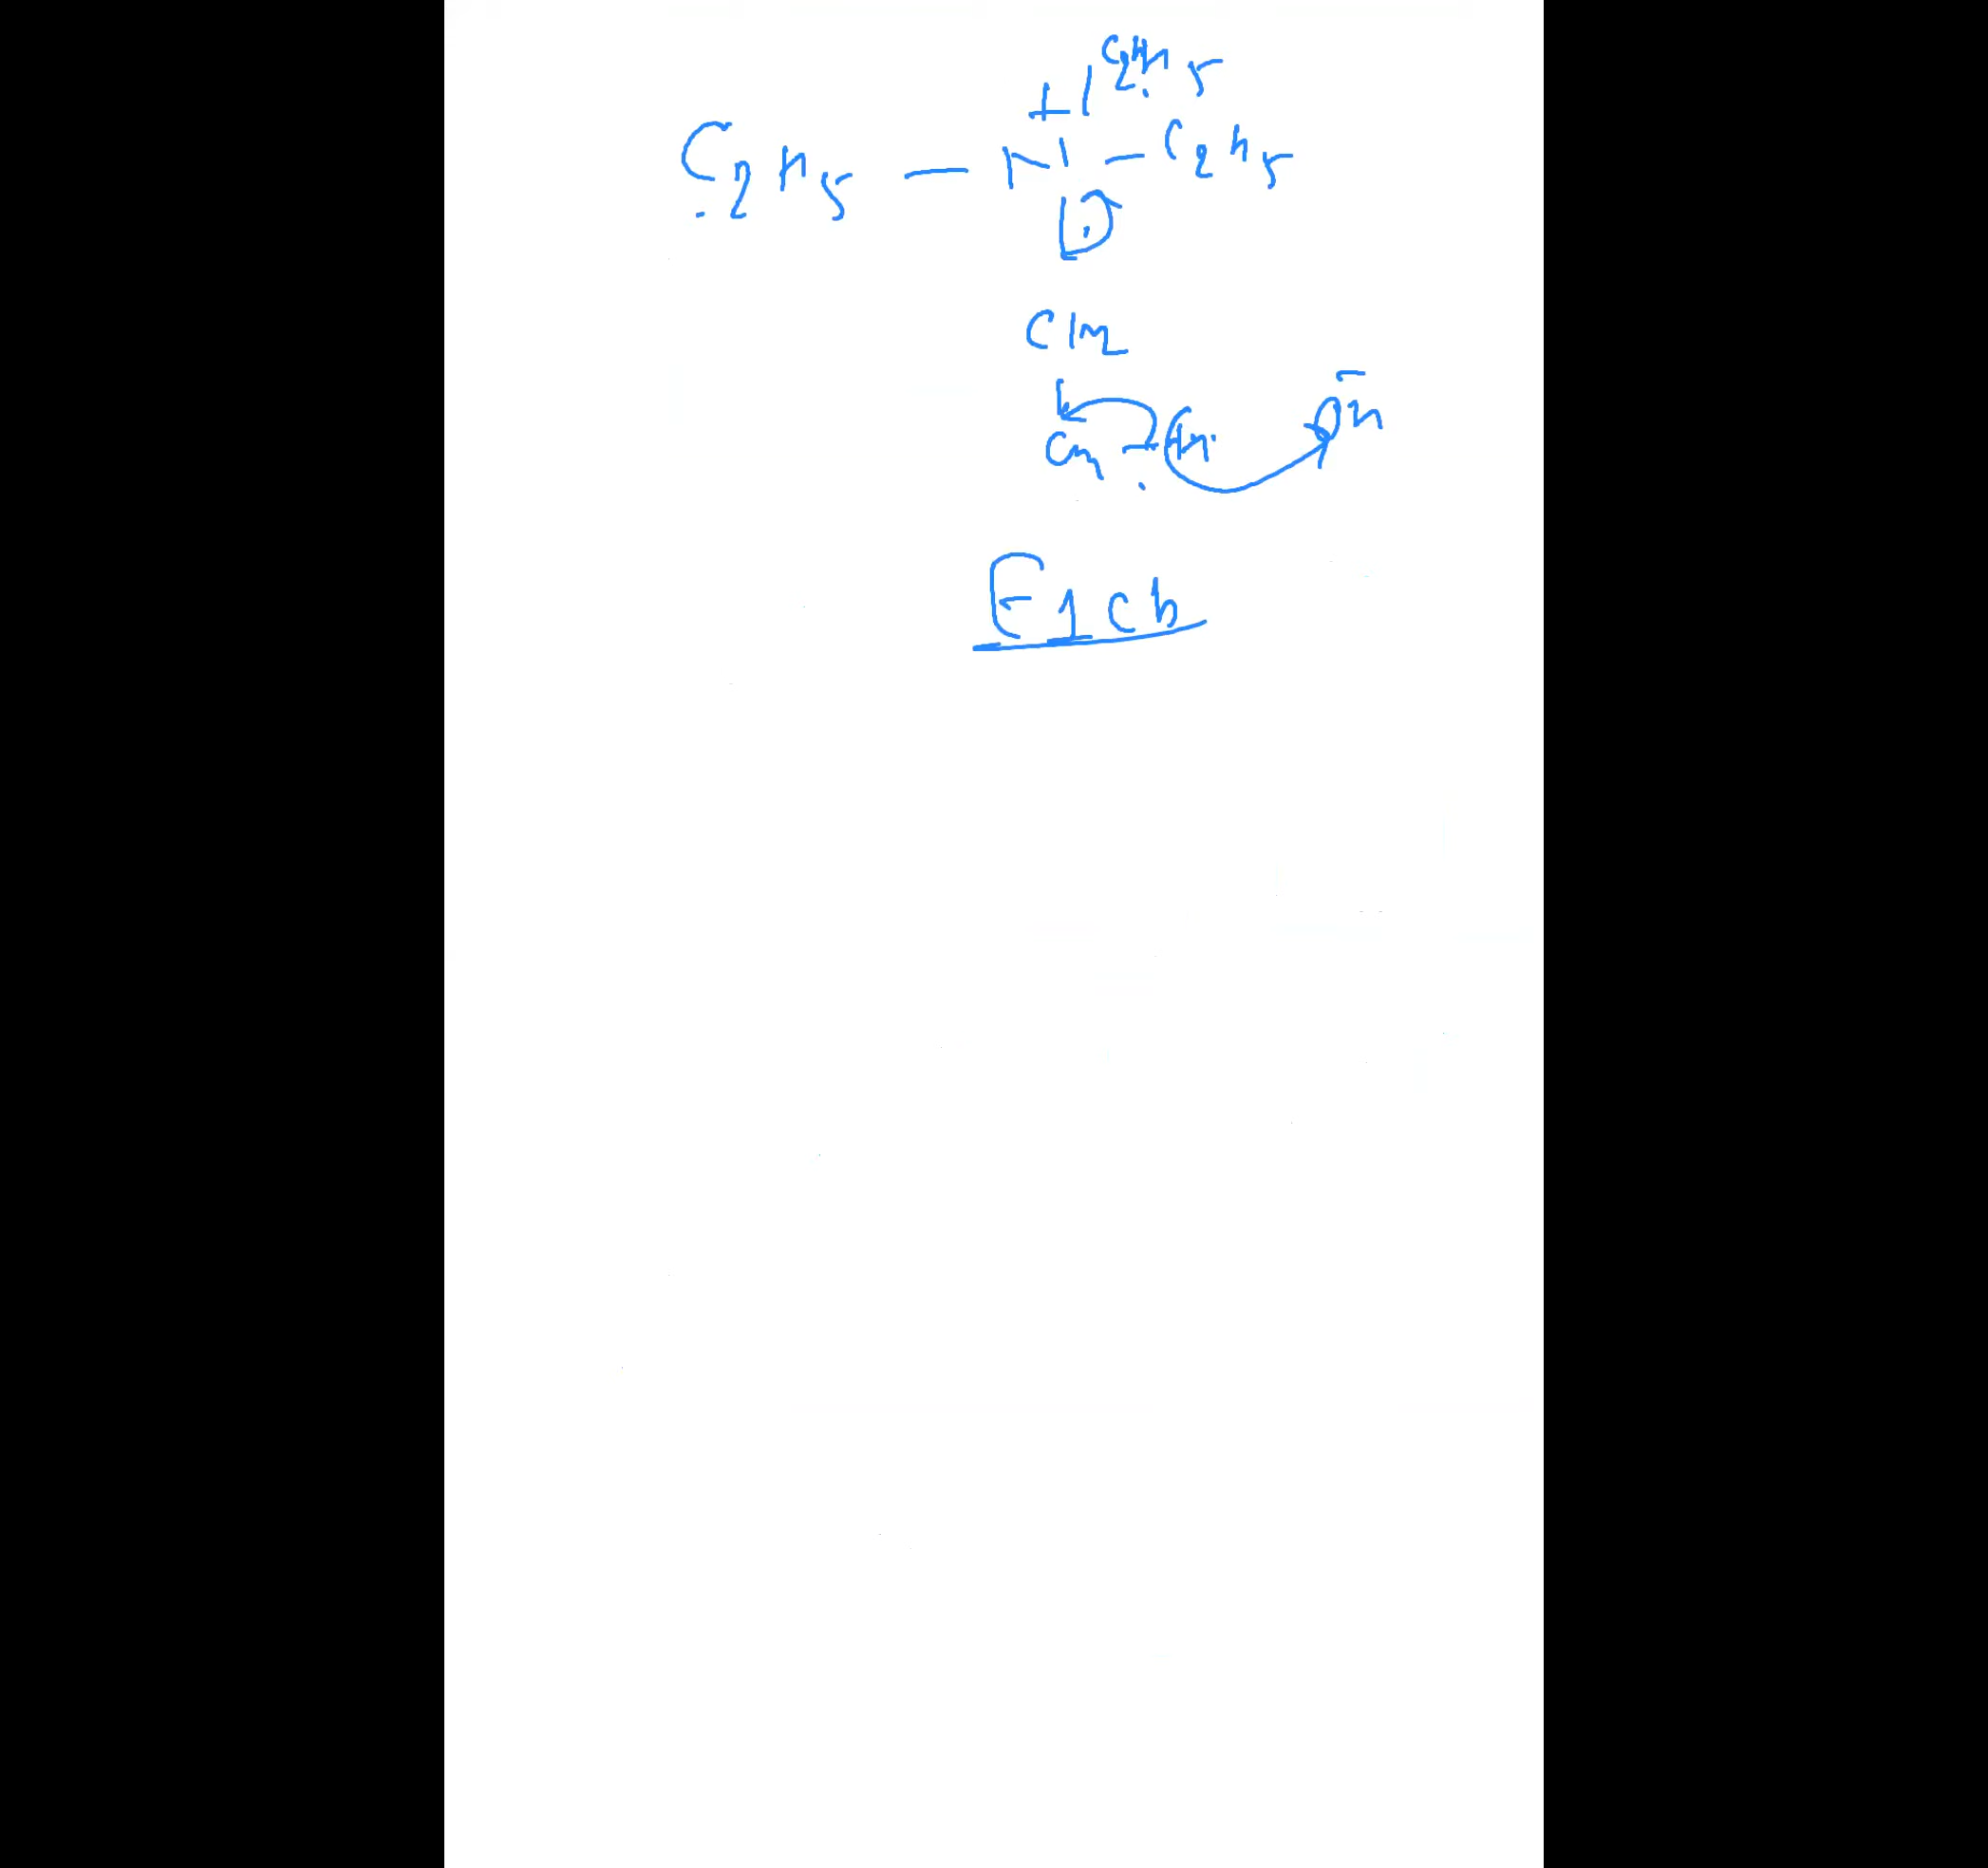 C2H5
+
C2H5 — N — C2H5
CH2
CH2 - H
OH-
E1cb